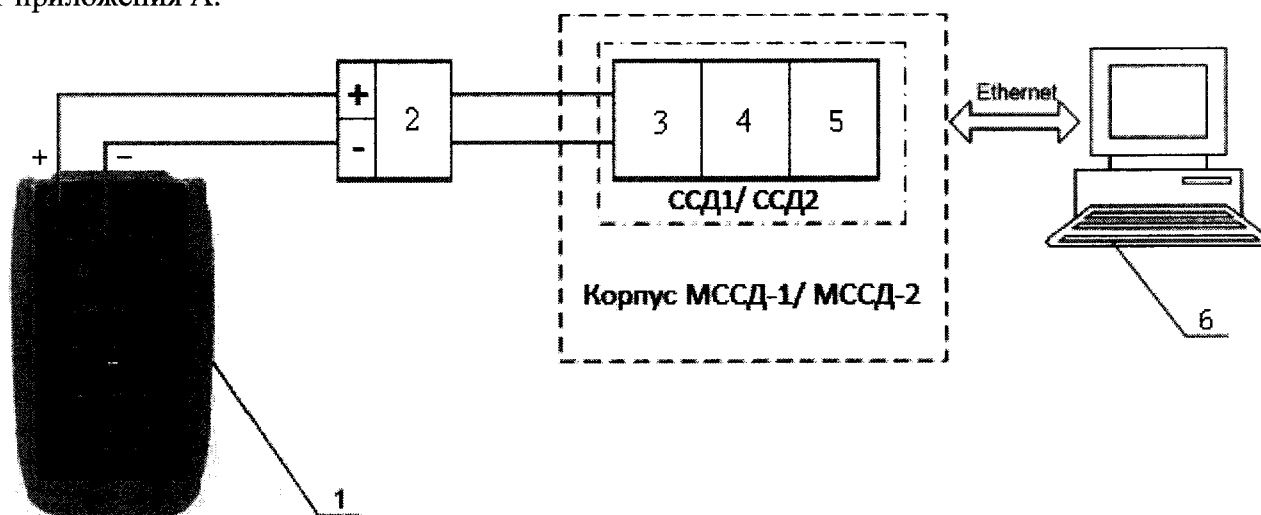 приложения А.
Ethernet
+
-
2
3
4
5
+
–
ССД1/ ССД2
Корпус МССД-1/ МССД-2
6
1